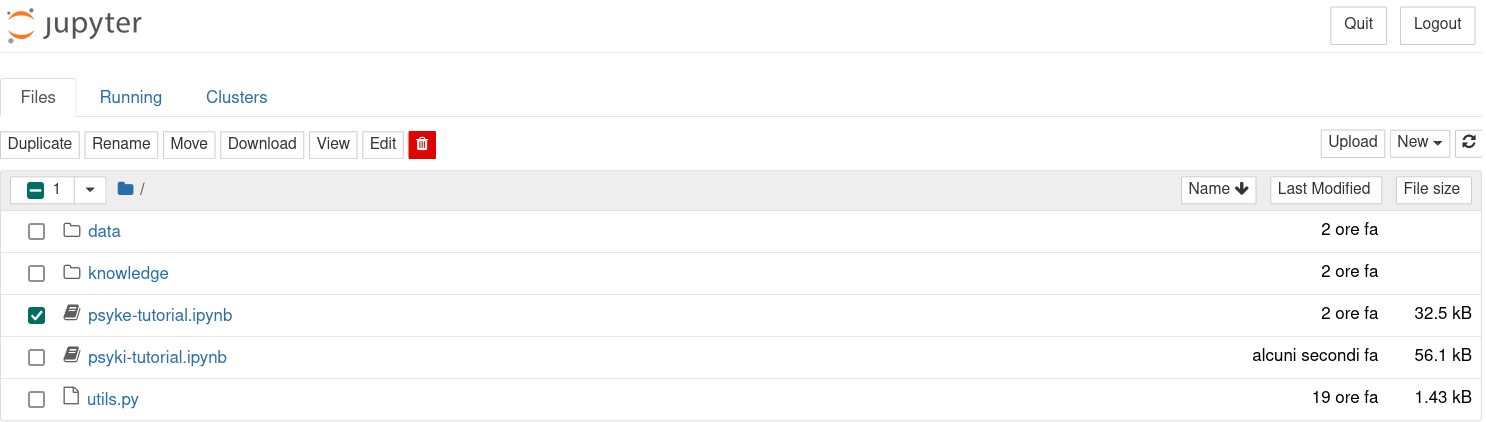 jupyter Quit Logout
Files Running Clusters
Duplicate Rename Move Download View Edit Upload New
1 / Name Last Modified File size
data 2 ore fa
knowledge 2 ore fa
psyke-tutorial.ipynb 2 ore fa 32.5 kB
psyki-tutorial.ipynb alcuni secondi fa 56.1 kB
utils.py 19 ore fa 1.43 kB